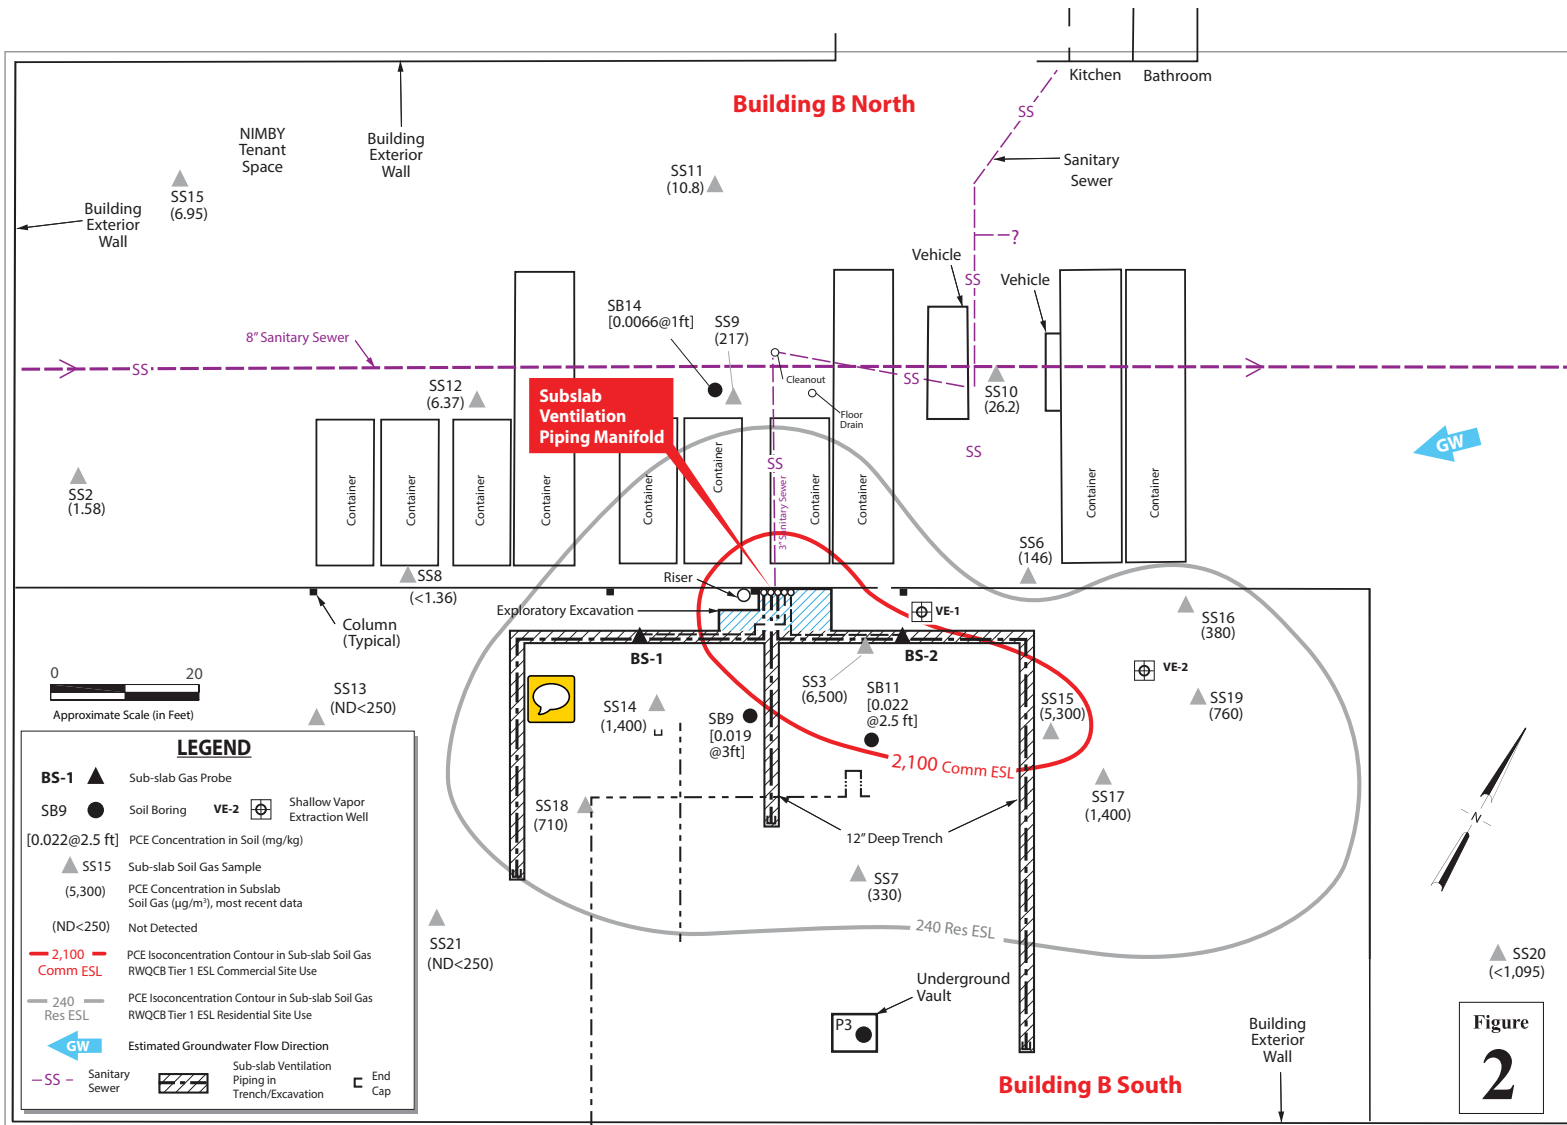 Kitchen
Bathroom
Building B North
SS
NIMBY
Tenant
Space
Building
Exterior
Wall
Sanitary
Sewer
SS11
(10.8)
SS15
(6.95)
Building
Exterior
Wall
?
Vehicle
SS
Vehicle
SB14
[0.0066@1ft]
SS9
(217)
8" Sanitary Sewer
SS
SS
Cleanout
SS12
(6.37)
SS10
(26.2)
Subslab
Ventilation
Piping Manifold
Floor
Drain
GW
SS
SS
Container
Container
Container
Container
Container
Container
3" Sanitary Sewer
Container
Container
Container
Container
SS2
(1.58)
SS6
(146)
SS8
(<1.36)
Riser
Exploratory Excavation
VE-1
SS16
(380)
Column
(Typical)
BS-1
BS-2
VE-2
0
20
Approximate Scale (in Feet)
SS13
(ND<250)
SS14
(1,400)
SS3
(6,500)
SB11
[0.022
@2.5 ft]
SB9
[0.019
@3ft]
SS15
(5,300)
SS19
(760)
2,100 Comm ESL
SS17
(1,400)
SS18
(710)
12" Deep Trench
N
SS7
(330)
240 Res ESL
SS21
(ND<250)
SS20
(<1,095)
Underground
Vault
P3
Building
Exterior
Wall
Building B South
LEGEND
BS-1
Sub-slab Gas Probe
SB9
Soil Boring
VE-2
Shallow Vapor
Extraction Well
[0.022@2.5 ft]
PCE Concentration in Soil (mg/kg)
SS15
Sub-slab Soil Gas Sample
(5,300)
PCE Concentration in Subslab
Soil Gas (µg/m³), most recent data
(ND<250)
Not Detected
2,100
Comm ESL
PCE Isoconcentration Contour in Sub-slab Soil Gas
RWQCB Tier 1 ESL Commercial Site Use
240
Res ESL
PCE Isoconcentration Contour in Sub-slab Soil Gas
RWQCB Tier 1 ESL Residential Site Use
GW
Estimated Groundwater Flow Direction
SS
Sanitary
Sewer
Sub-slab Ventilation
Piping in
Trench/Excavation
End
Cap
Figure
2